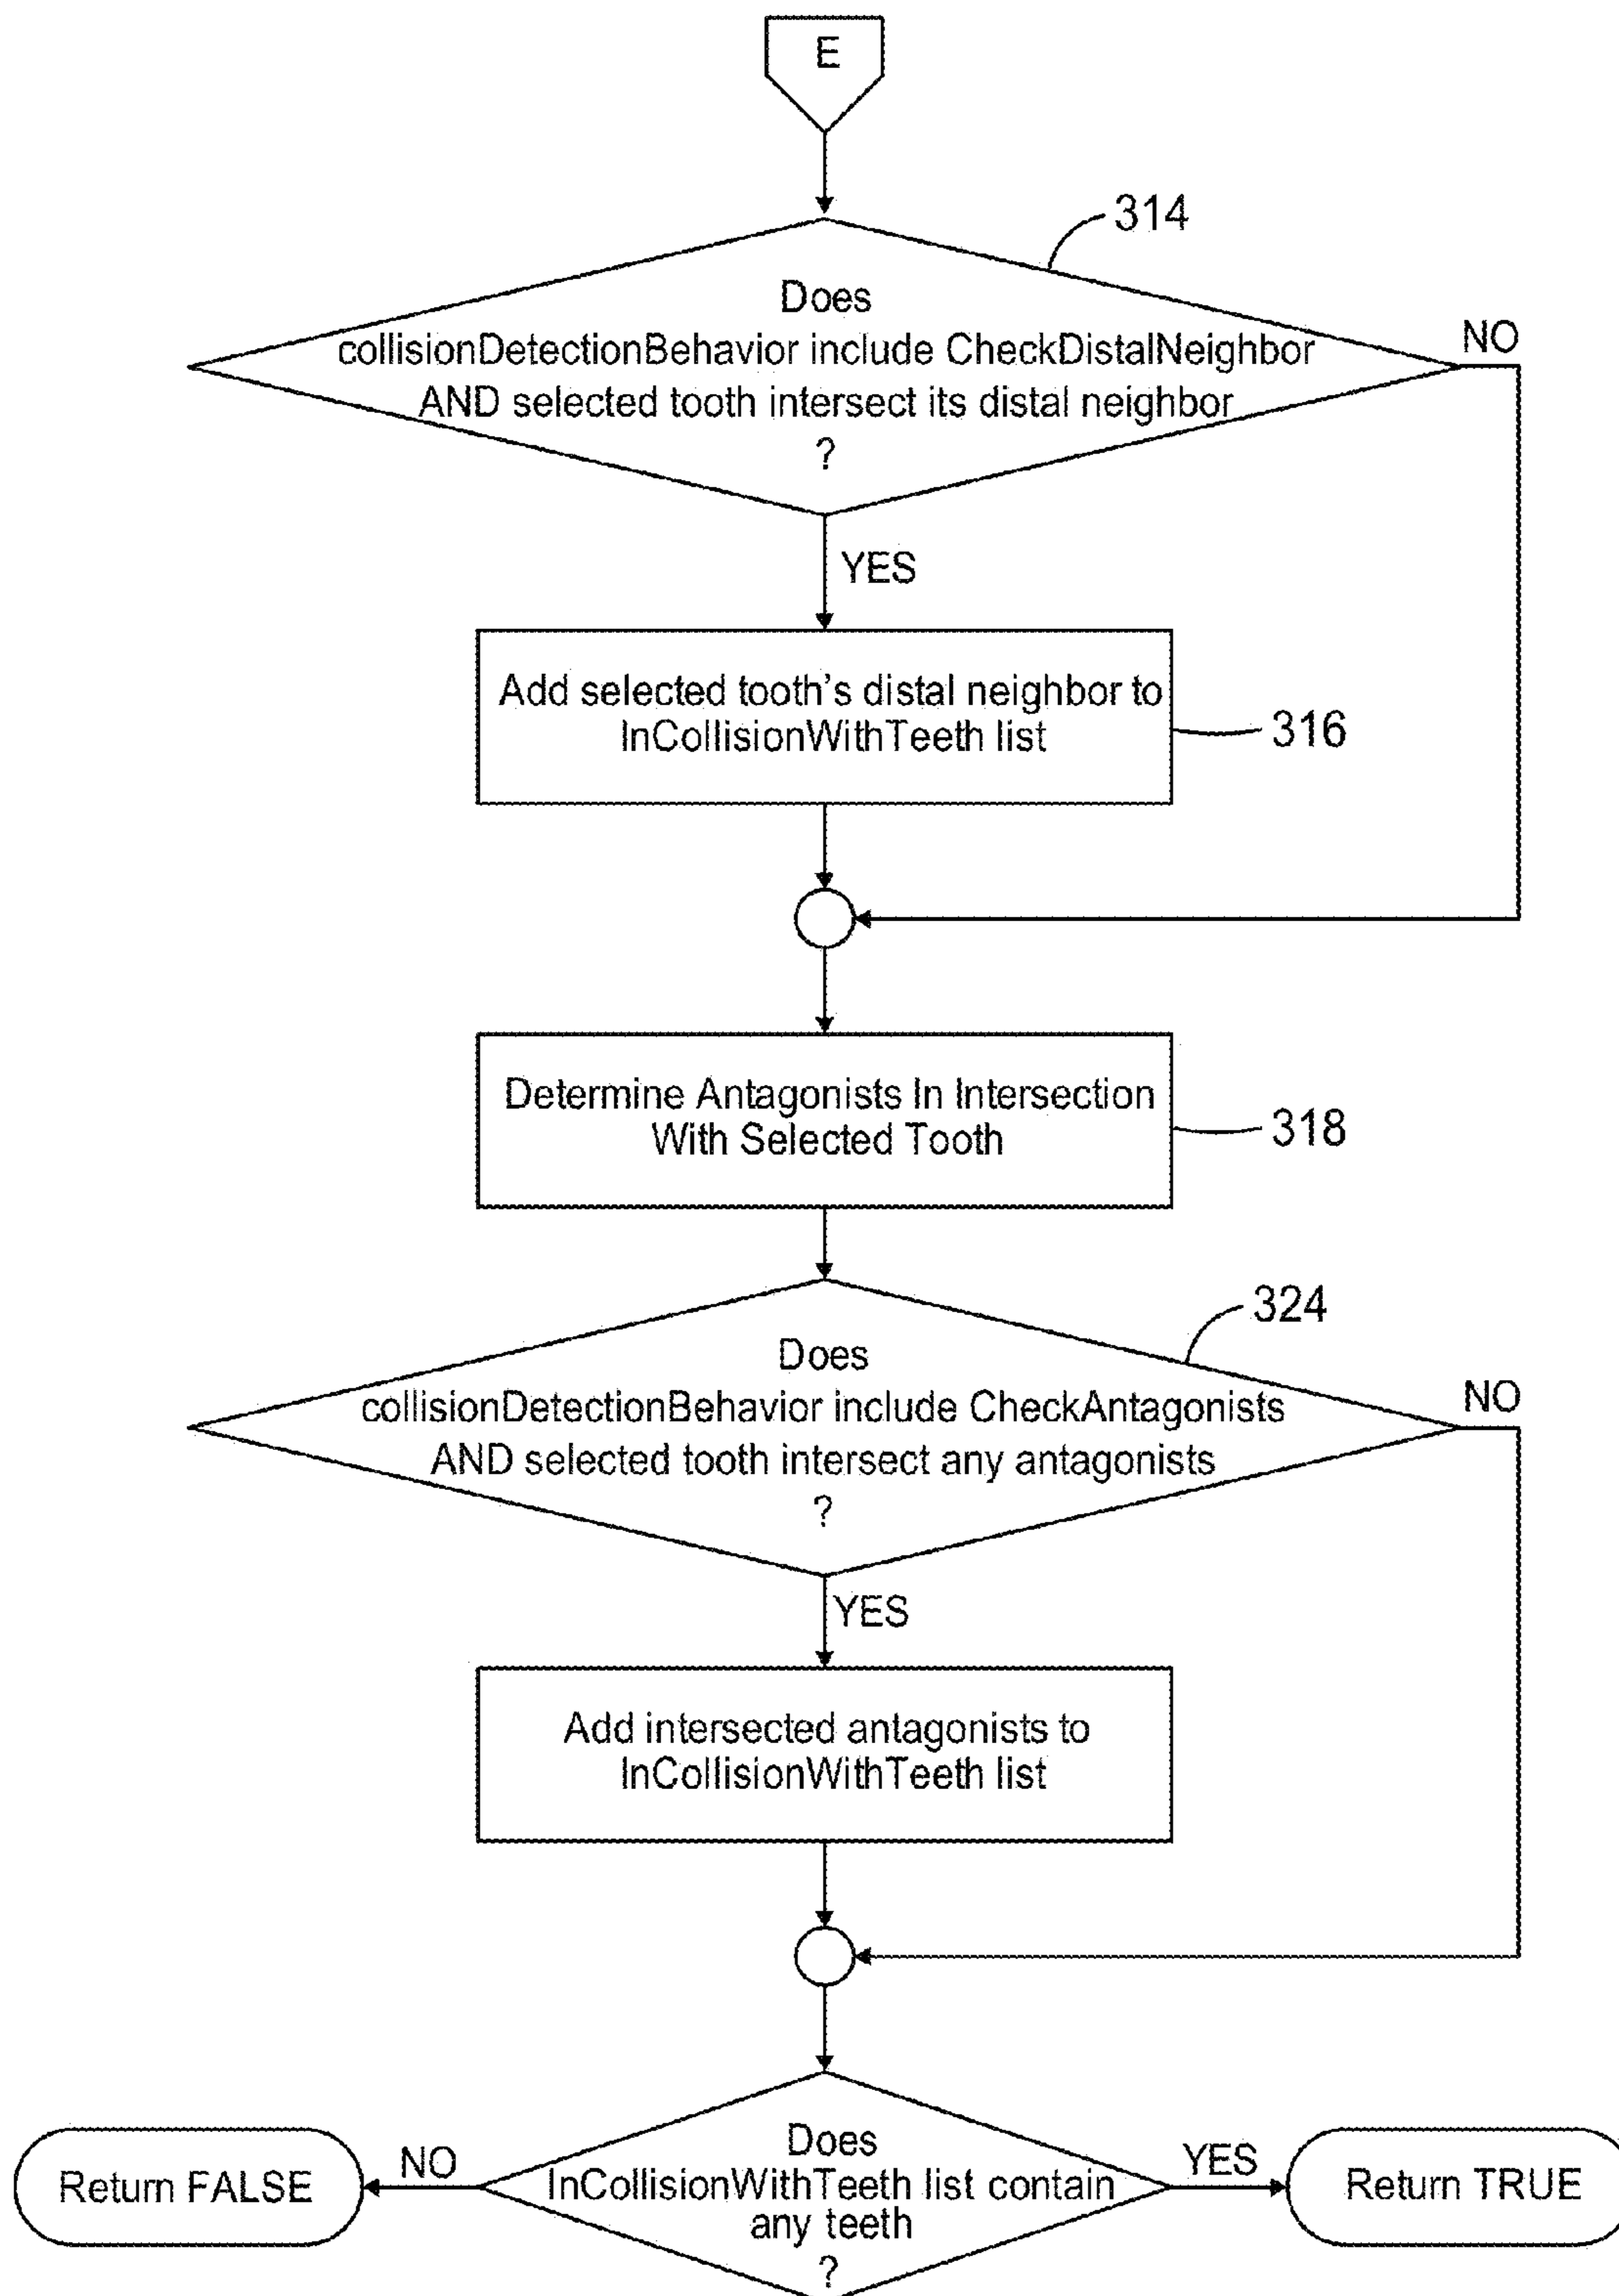 E
314
Does
collisionDetectionBehavior include CheckDistalNeighbor
AND selected tooth intersect its distal neighbor
?
NO
YES
Add selected tooth's distal neighbor to
InCollisionWithTeeth list
316
Determine Antagonists In Intersection
With Selected Tooth
318
324
Does
collisionDetectionBehavior include CheckAntagonists
AND selected tooth intersect any antagonists
?
NO
YES
Add intersected antagonists to
InCollisionWithTeeth list
Does
InCollisionWithTeeth list contain
any teeth
?
NO
Return FALSE
YES
Return TRUE